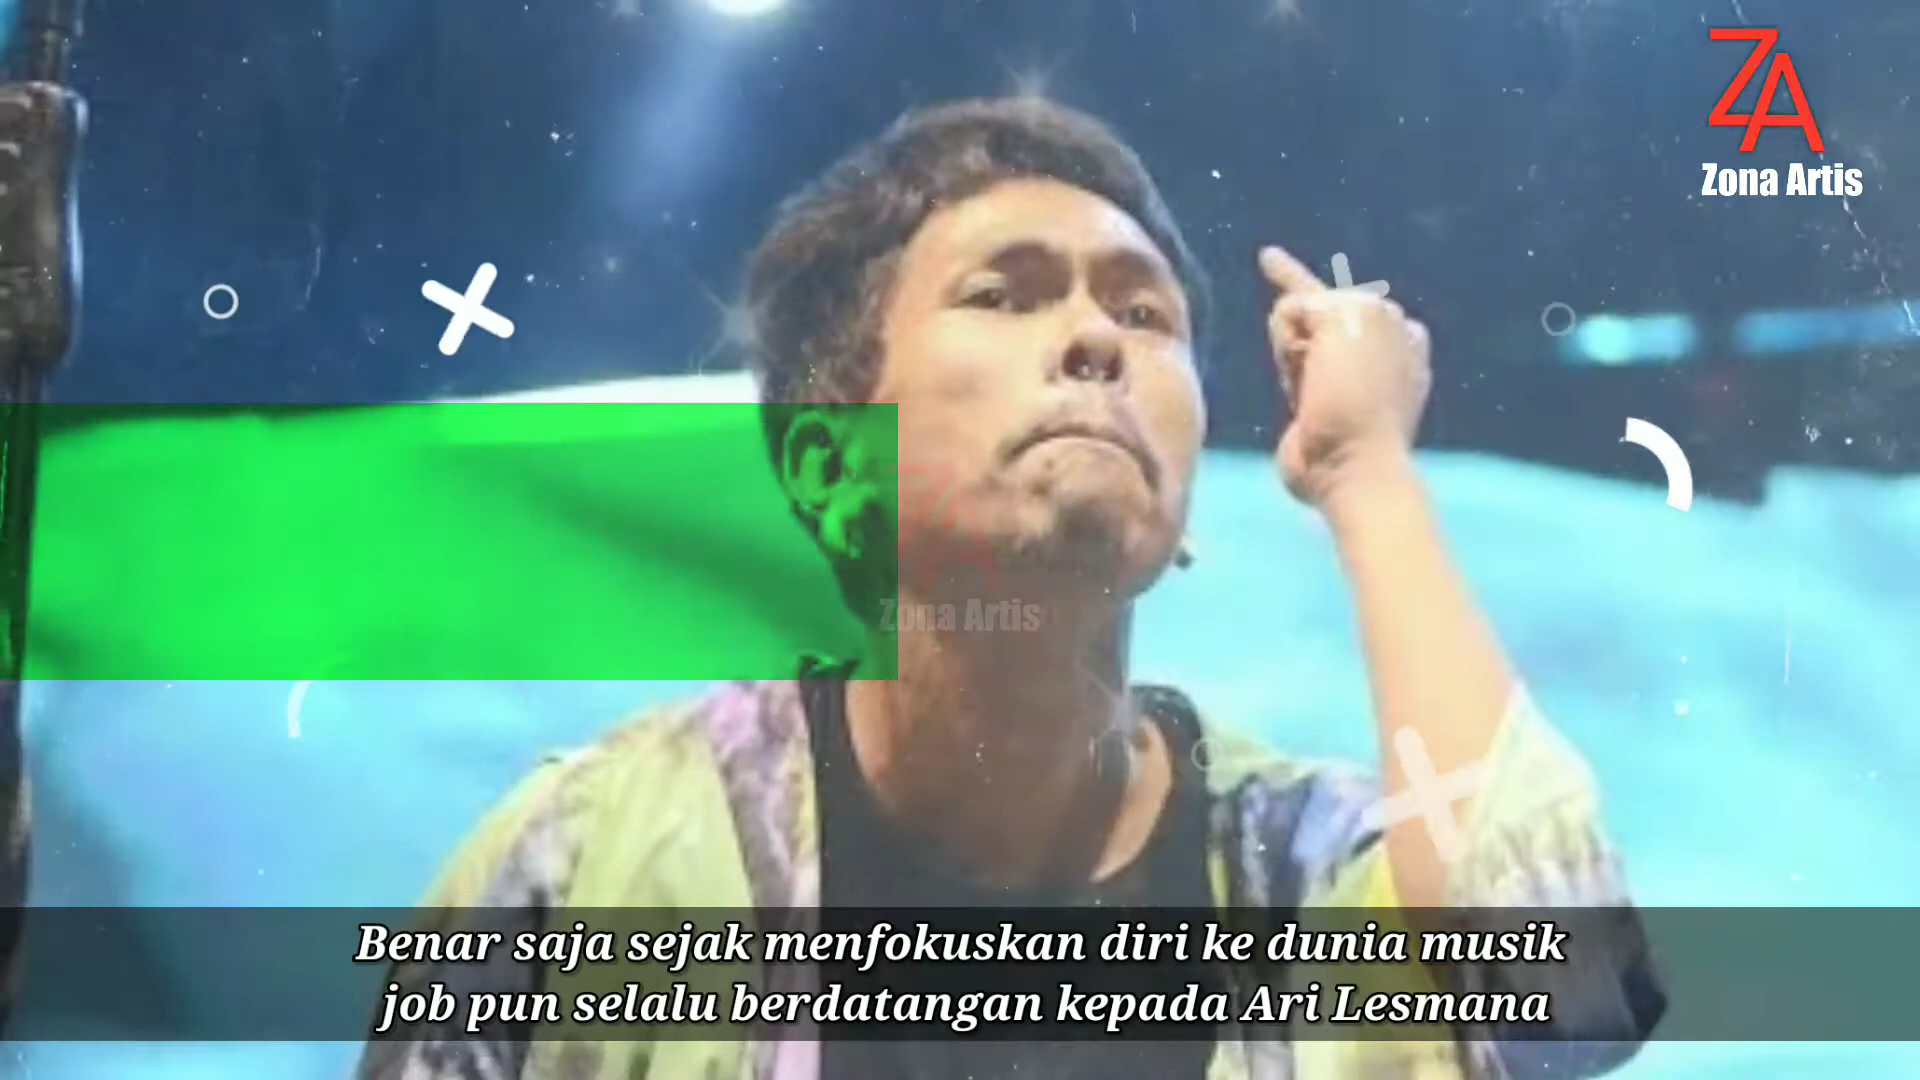 ZA
Zona Artis
ZA
Zona Artis
Benar saja sejak menfokuskan diri ke dunia musik
job pun selalu berdatangan kepada Ari Lesmana